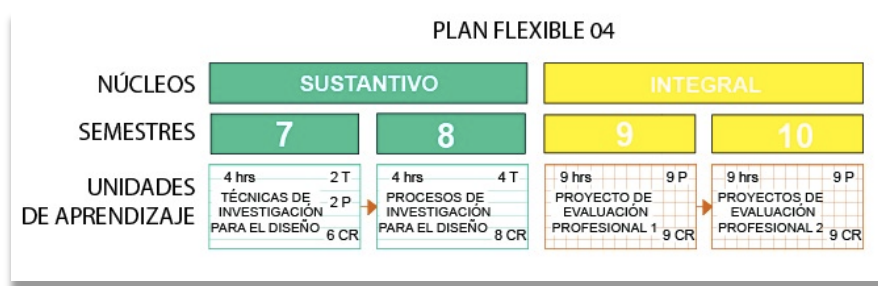 PLAN FLEXIBLE 04
NÚCLEOS SUSTANTIVO INTEGRAL
SEMESTRES 7 8 9 10
UNIDADES DE APRENDIZAJE
4 hrs 2 T
TÉCNICAS DE 2 P
INVESTIGACIÓN
PARA EL DISEÑO 6 CR
4 hrs 4 T
PROCESOS DE
INVESTIGACIÓN
PARA EL DISEÑO 8 CR
9 hrs 9 P
PROYECTO DE
EVALUACIÓN
PROFESIONAL 1 9 CR
9 hrs 9 P
PROYECTOS DE
EVALUACIÓN
PROFESIONAL 2 9 CR